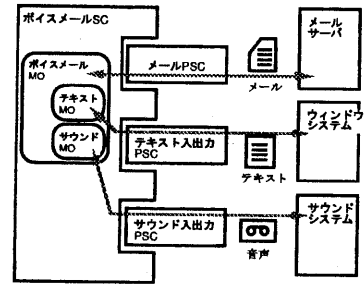 ボイスメールSC
ボイスメール
MO
テキスト
MO
サウンド
MO
メールPSC
メール
メール
サーバ
テキスト入出力
PSC
テキスト
ウィンドウ
システム
サウンド入出力
PSC
音声
サウンド
システム